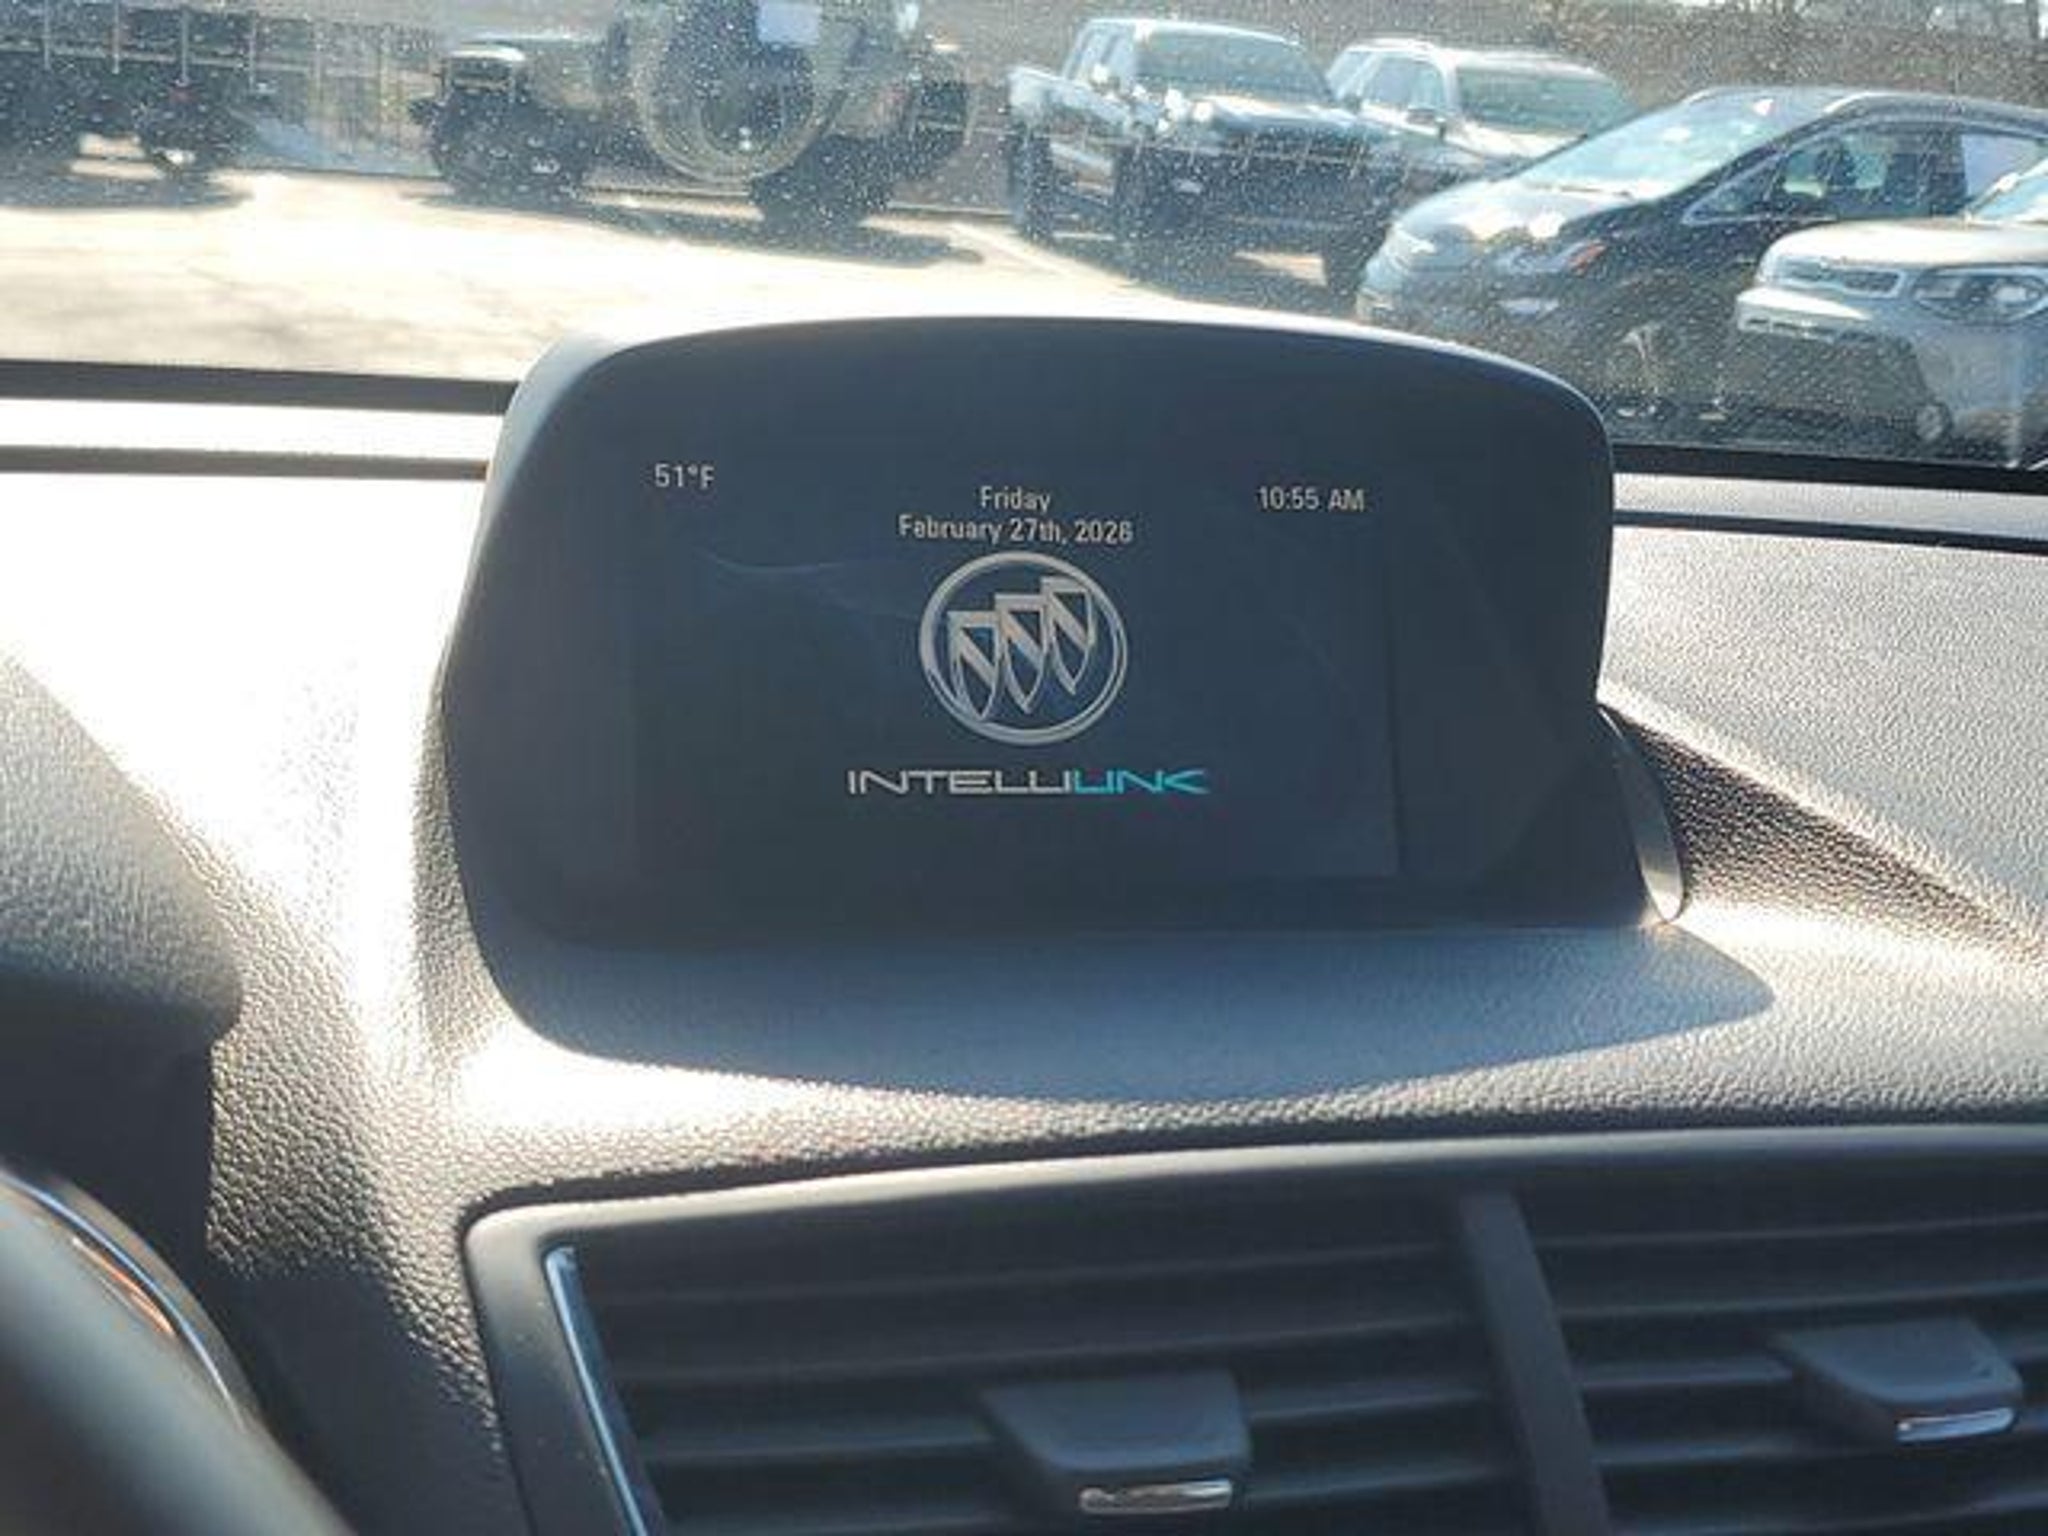 51°F
Friday
10:55 AM
February 27th, 2026
INTELLILINK